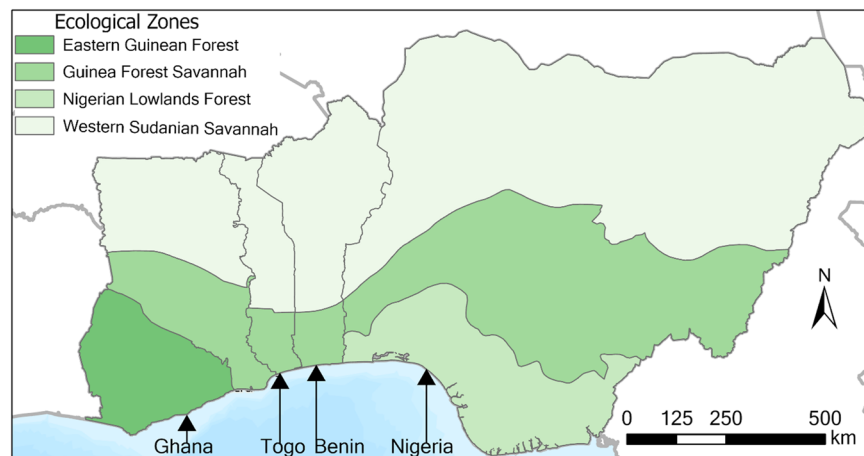 Ecological Zones
Eastern Guinean Forest
Guinea Forest Savannah
Nigerian Lowlands Forest
Western Sudanian Savannah
N
0 125 250 500
km
Ghana Togo Benin Nigeria